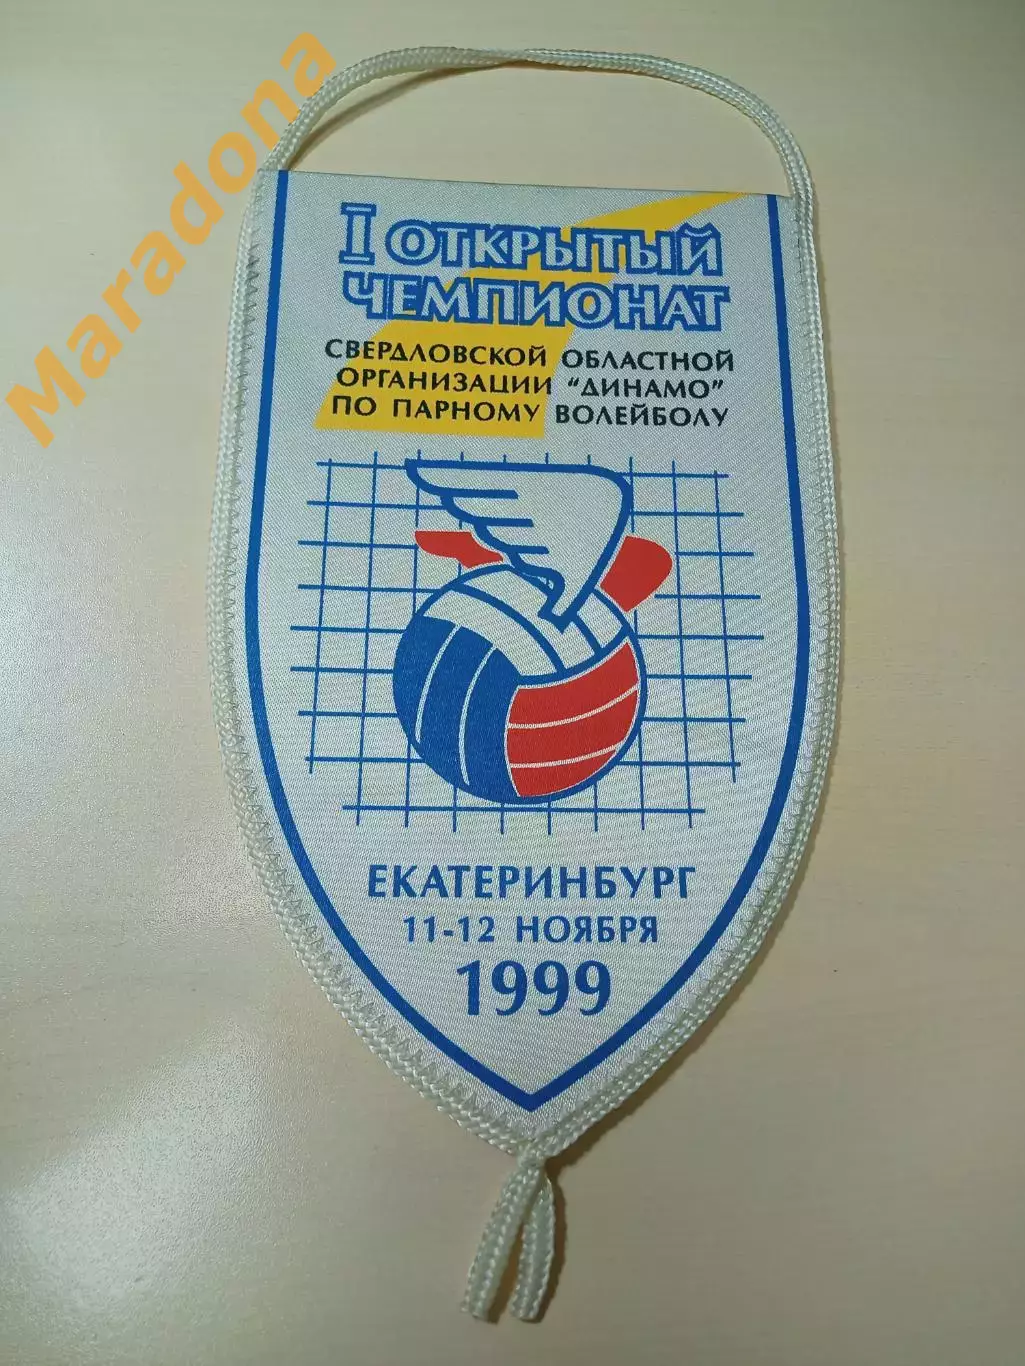 Maradona
I ОТКРЫТЫЙ
ЧЕМПИОНАТ
СВЕРДЛОВСКОЙ ОБЛАСТНОЙ
ОРГАНИЗАЦИИ "ДИНАМО"
ПО ПАРНОМУ ВОЛЕЙБОЛУ
ЕКАТЕРИНБУРГ
11-12 НОЯБРЯ
1999